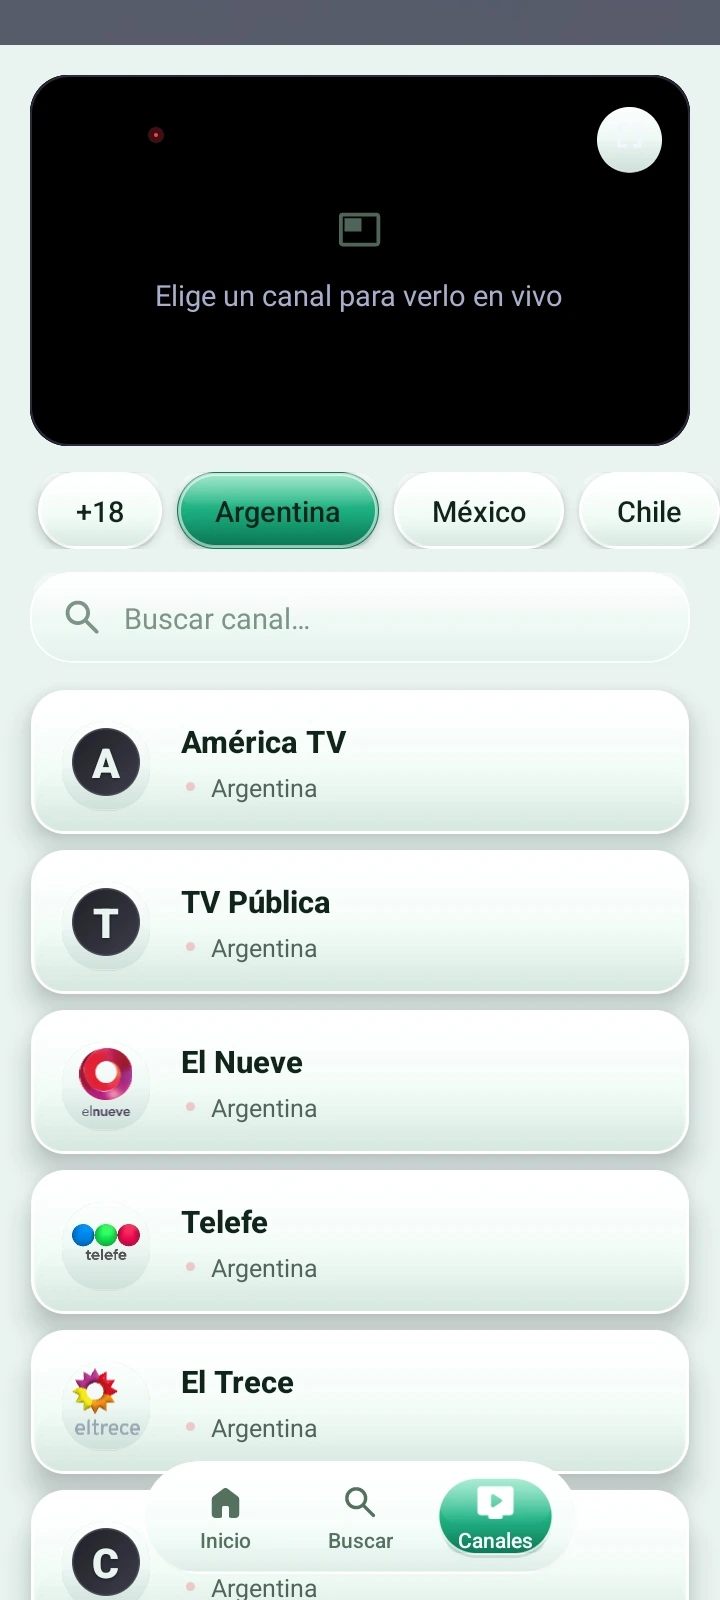 Elige un canal para verlo en vivo
+18
Argentina
México
Chile
Buscar canal...
A
América TV
Argentina
T
TV Pública
Argentina
elnueve
El Nueve
Argentina
telefe
Telefe
Argentina
eltrece
El Trece
Argentina
C
Argentina
Inicio
Buscar
Canales